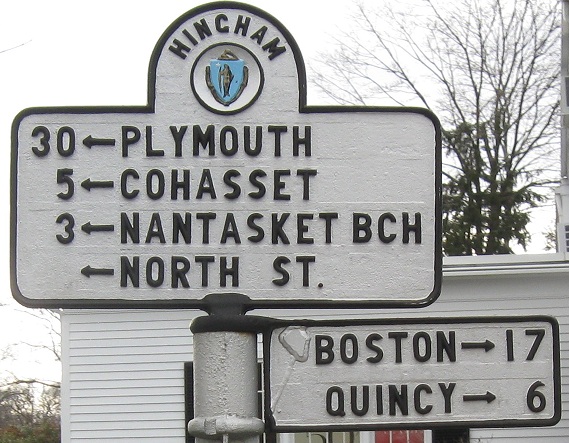 HINGHAM
30 ← PLYMOUTH
5 ← COHASSET
3 ← NANTASKET BCH
← NORTH ST.
BOSTON → 17
QUINCY → 6